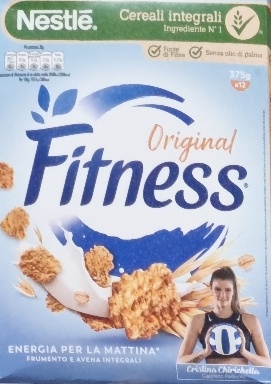 Nestlé®
Cereali integrali
Ingrediente N°1
Fonte di Fibre
Senza olio di palma
375g
x13
Original
Fitness®
ENERGIA PER LA MATTINA*
FRUMENTO E AVENA INTEGRALI
Cristina Chirichella